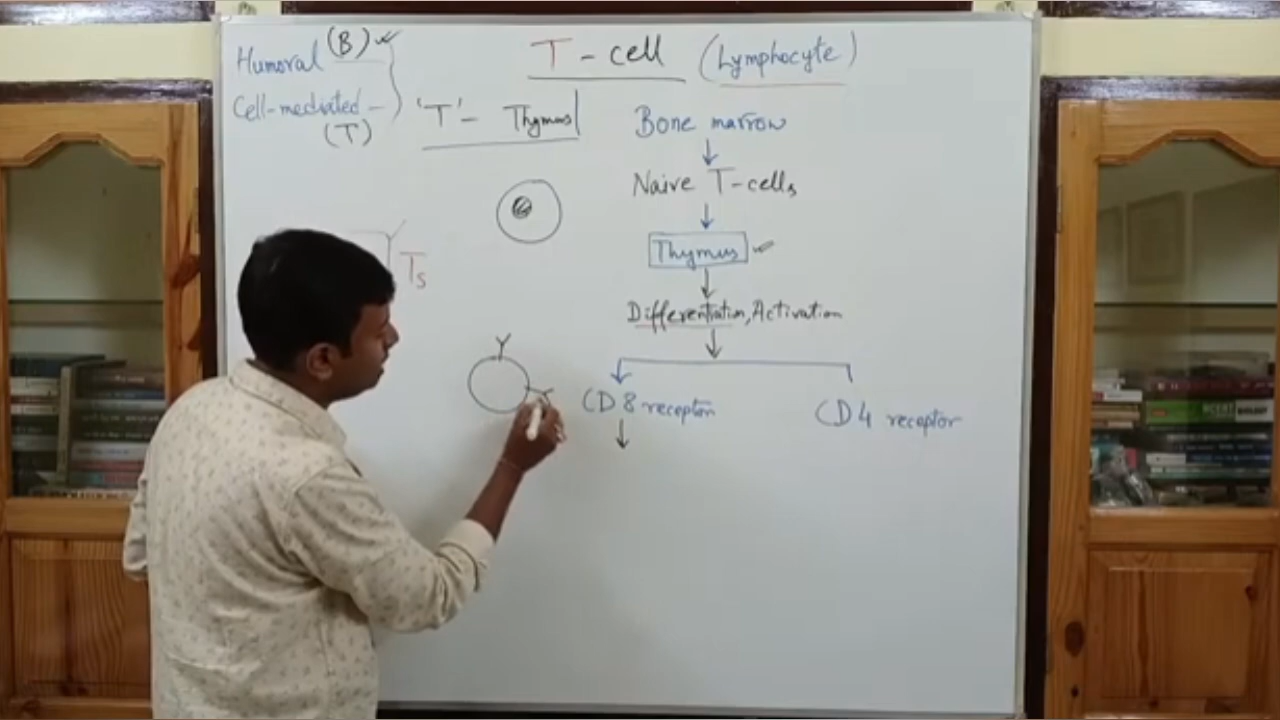 Humoral (B) ✓
Cell-mediated -
(T)
T - cell (Lymphocyte)
'T' - Thymus
Bone marrow
↓
Naive T-cells
↓
Thymus ✓
↓
Differentiation, Activation
↓
CD 8 receptor
CD 4 receptor
↓
Ts